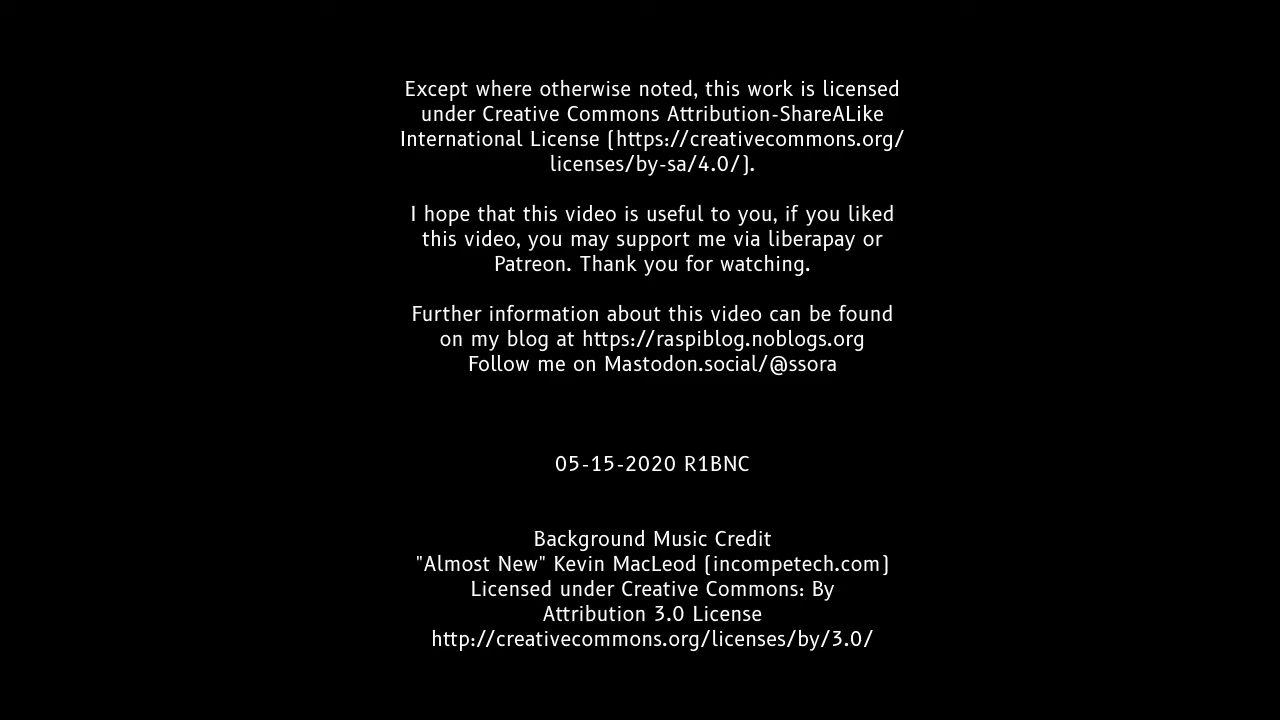 Except where otherwise noted, this work is licensed
under Creative Commons Attribution-ShareALike
International License (https://creativecommons.org/
licenses/by-sa/4.0/).
I hope that this video is useful to you, if you liked
this video, you may support me via liberapay or
Patreon. Thank you for watching.
Further information about this video can be found
on my blog at https://raspiblog.noblogs.org
Follow me on Mastodon.social/@ssora
05-15-2020 R1BNC
Background Music Credit
"Almost New" Kevin MacLeod (incompetech.com)
Licensed under Creative Commons: By
Attribution 3.0 License
http://creativecommons.org/licenses/by/3.0/